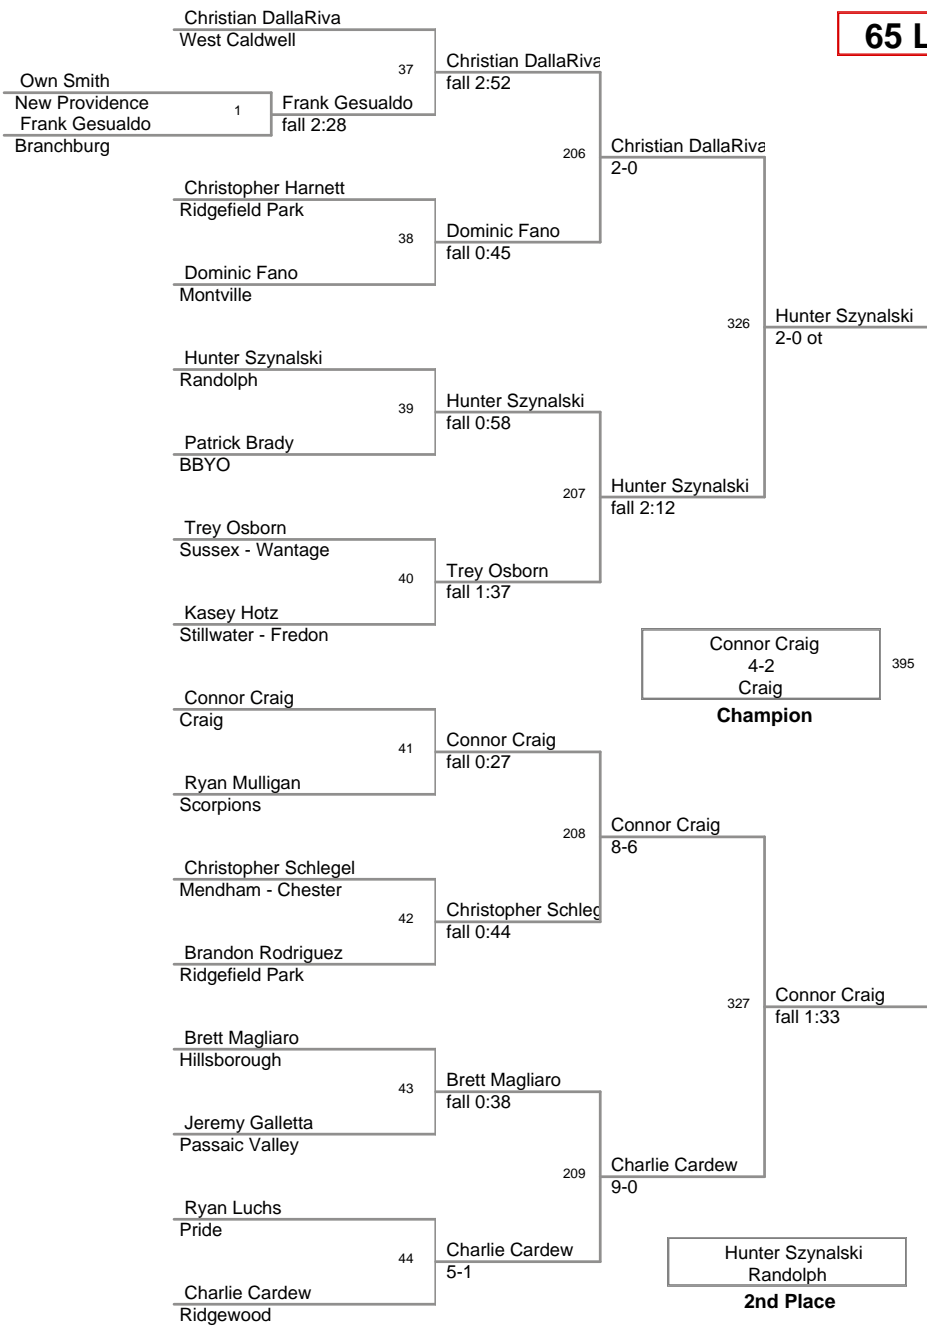 65 L
Christian DallaRiva
West Caldwell
37
Christian DallaRiva
fall 2:52
Own Smith
New Providence
1
Frank Gesualdo
Branchburg
Frank Gesualdo
fall 2:28
206
Christian DallaRiva
2-0
Christopher Harnett
Ridgefield Park
38
Dominic Fano
fall 0:45
Dominic Fano
Montville
326
Hunter Szynalski
2-0 ot
Hunter Szynalski
Randolph
39
Hunter Szynalski
fall 0:58
Patrick Brady
BBYO
207
Hunter Szynalski
fall 2:12
Trey Osborn
Sussex - Wantage
40
Trey Osborn
fall 1:37
Kasey Hotz
Stillwater - Fredon
Connor Craig
4-2
Craig
395
Champion
Connor Craig
Craig
41
Connor Craig
fall 0:27
Ryan Mulligan
Scorpions
208
Connor Craig
8-6
Christopher Schlegel
Mendham - Chester
42
Christopher Schleg
fall 0:44
Brandon Rodriguez
Ridgefield Park
327
Connor Craig
fall 1:33
Brett Magliaro
Hillsborough
43
Brett Magliaro
fall 0:38
Jeremy Galletta
Passaic Valley
209
Charlie Cardew
9-0
Ryan Luchs
Pride
44
Charlie Cardew
5-1
Charlie Cardew
Ridgewood
Hunter Szynalski
Randolph
2nd Place